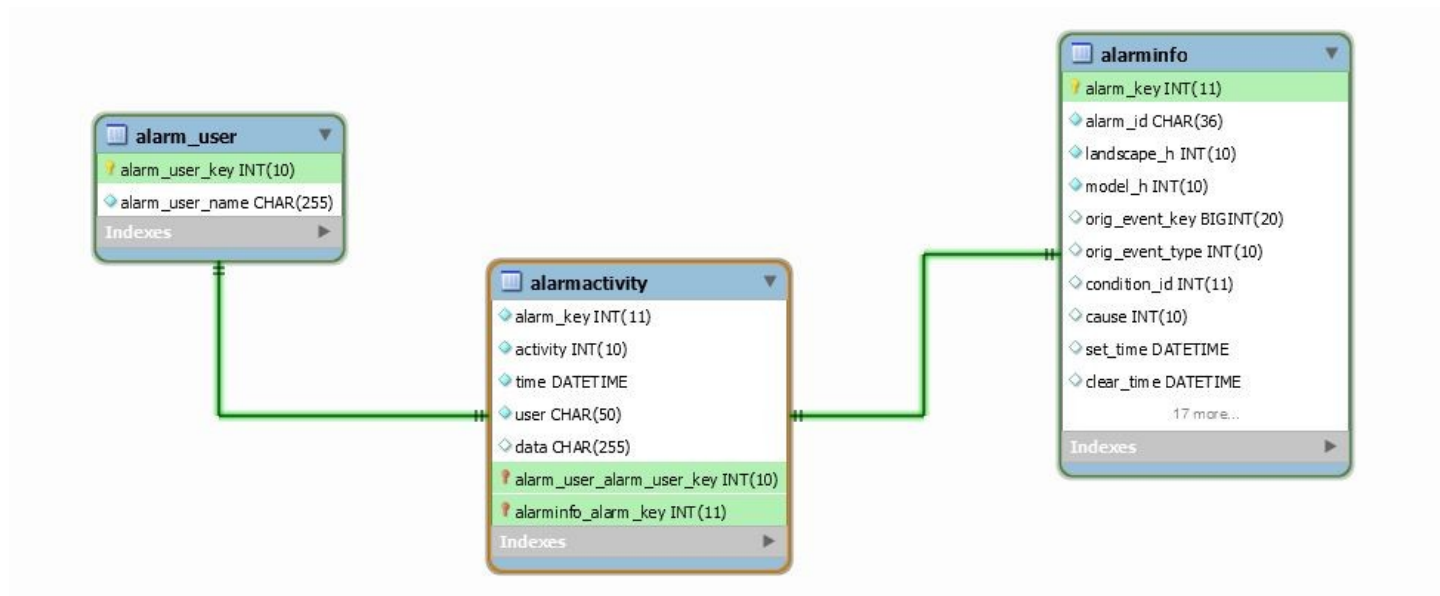 alarm_user
alarm_user_key INT(10)
alarm_user_name CHAR(255)
Indexes
alarmactivity
alarm_key INT(11)
activity INT(10)
time DATETIME
user CHAR(50)
data CHAR(255)
alarm_user_alarm_user_key INT(10)
alarminfo_alarm_key INT(11)
Indexes
alarminfo
alarm_key INT(11)
alarm_id CHAR(36)
landscape_h INT(10)
model_h INT(10)
orig_event_key BIGINT(20)
orig_event_type INT(10)
condition_id INT(11)
cause INT(10)
set_time DATETIME
clear_time DATETIME
17 more...
Indexes